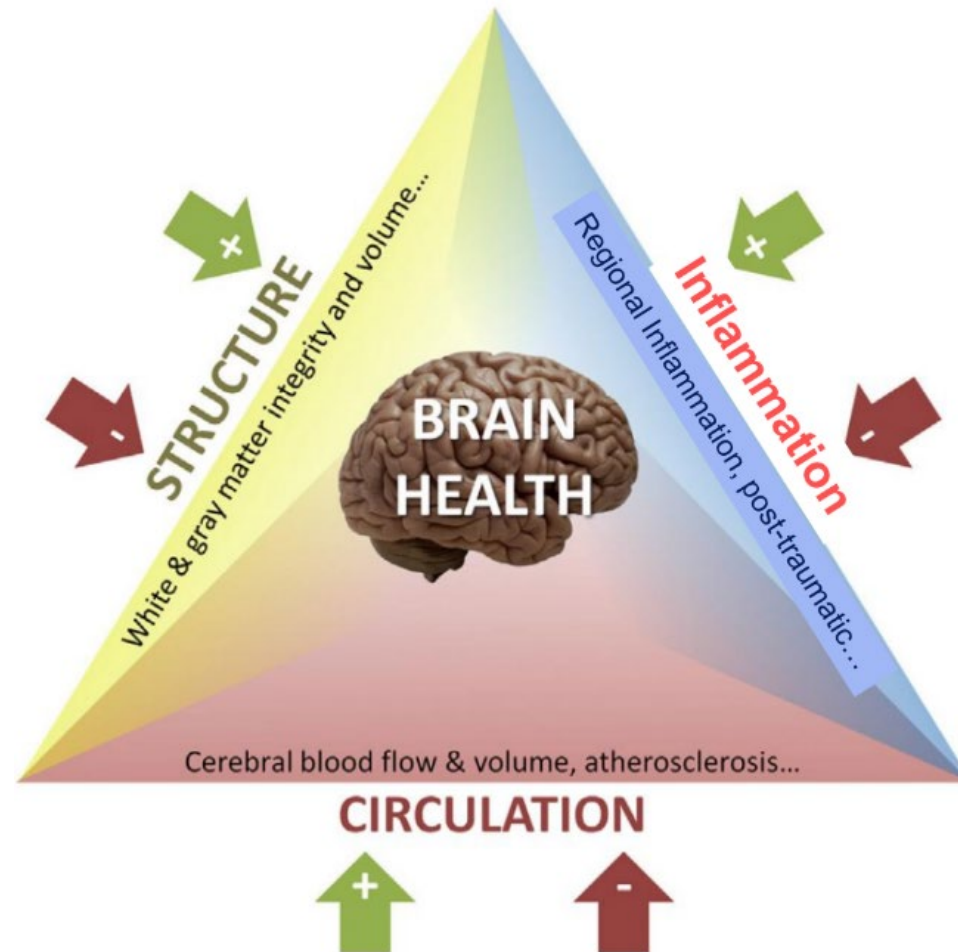 STRUCTURE
White & gray matter integrity and volume...
+
-
Inflammation
Regional Inflammation, post-traumatic...
+
-
BRAIN
HEALTH
Cerebral blood flow & volume, atherosclerosis...
CIRCULATION
+
-